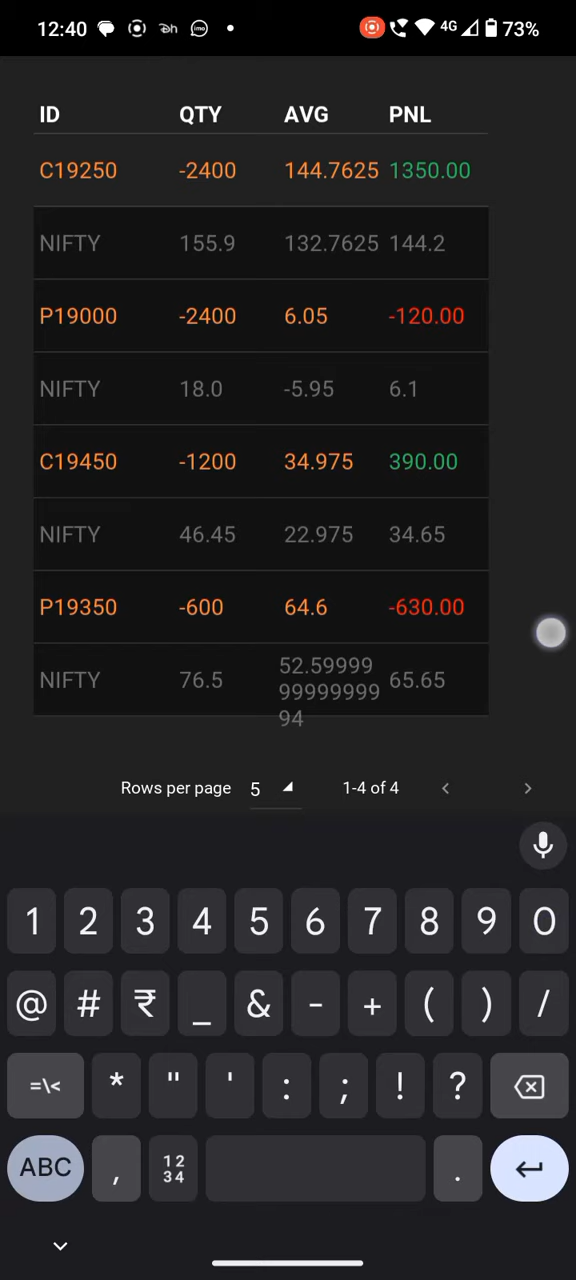 12:40 4G 73%
ID QTY AVG PNL
C19250 -2400 144.7625 1350.00
NIFTY 155.9 132.7625 144.2
P19000 -2400 6.05 -120.00
NIFTY 18.0 -5.95 6.1
C19450 -1200 34.975 390.00
NIFTY 46.45 22.975 34.65
P19350 -600 64.6 -630.00
NIFTY 76.5 52.59999 65.65
99999999
94
Rows per page 5 1-4 of 4 < >
1 2 3 4 5 6 7 8 9 0
@ # ₹ _ & - + ( ) /
=\< * " ' : ; ! ?
ABC , 12 .
34